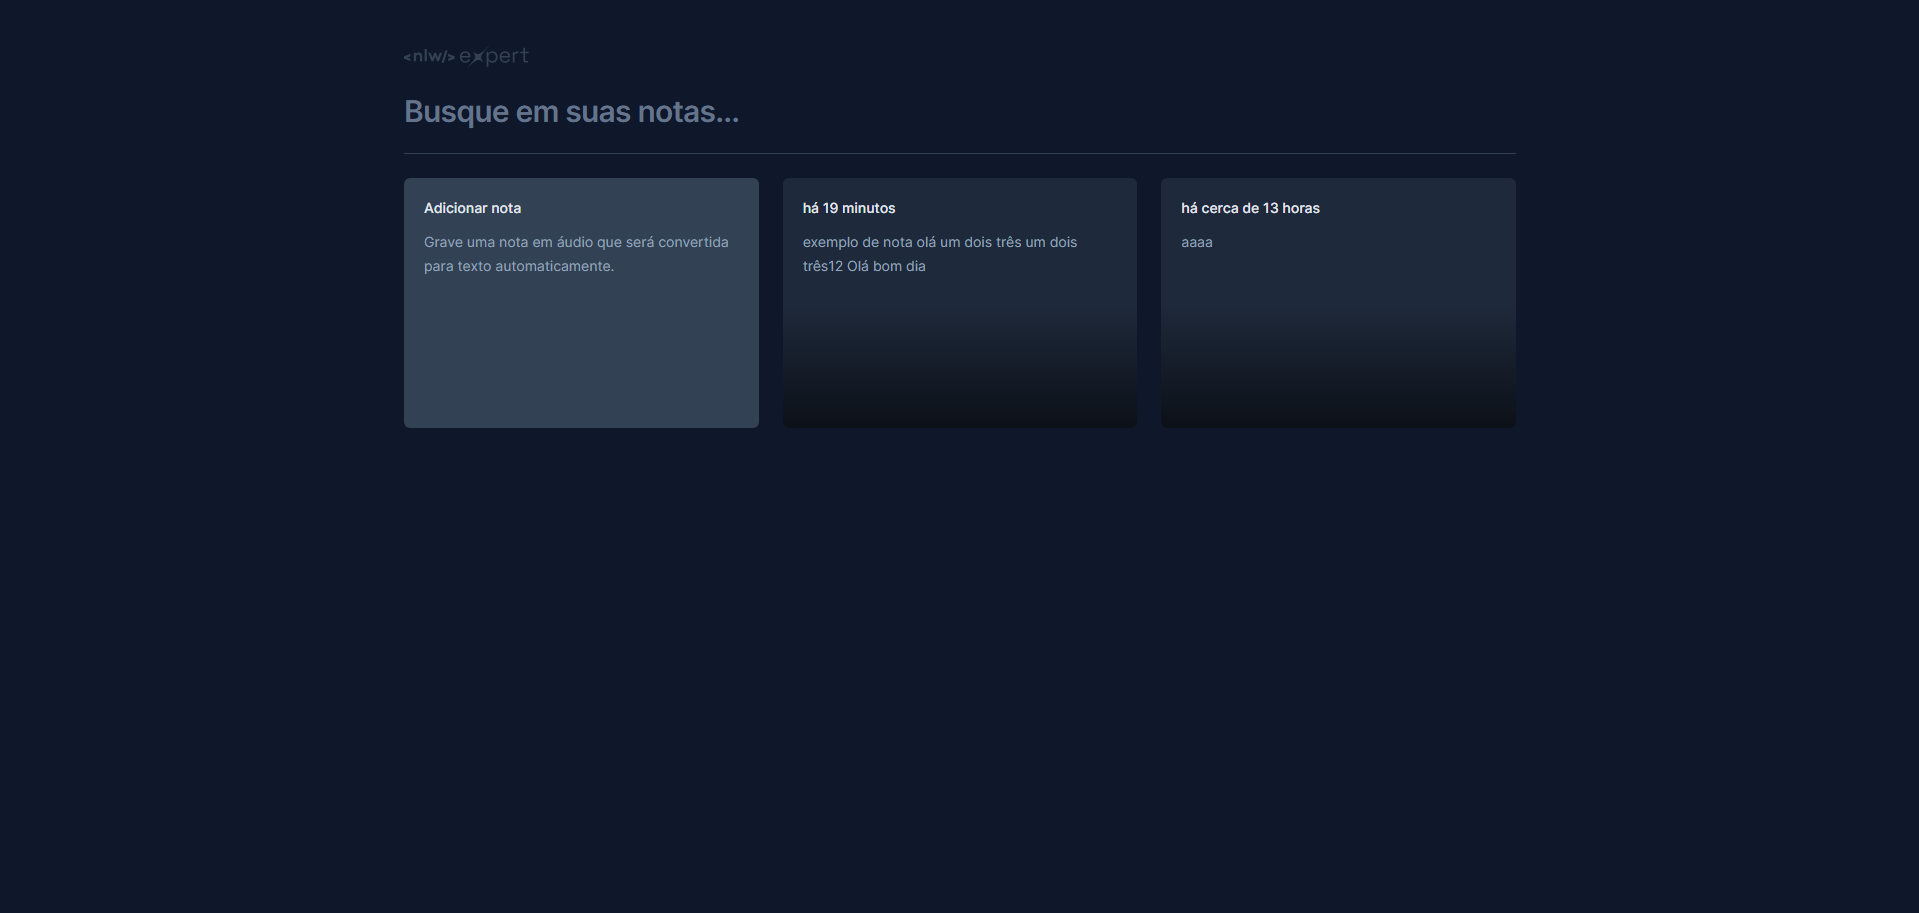 <nlw/> expert
Busque em suas notas...
Adicionar nota
Grave uma nota em áudio que será convertida
para texto automaticamente.
há 19 minutos
exemplo de nota olá um dois três um dois
três12 Olá bom dia
há cerca de 13 horas
aaaa